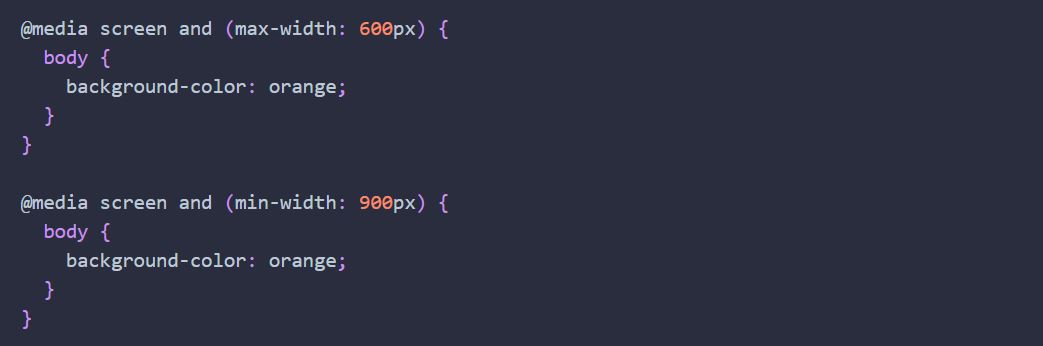 @media screen and (max-width: 600px) {
  body {
    background-color: orange;
  }
}

@media screen and (min-width: 900px) {
  body {
    background-color: orange;
  }
}